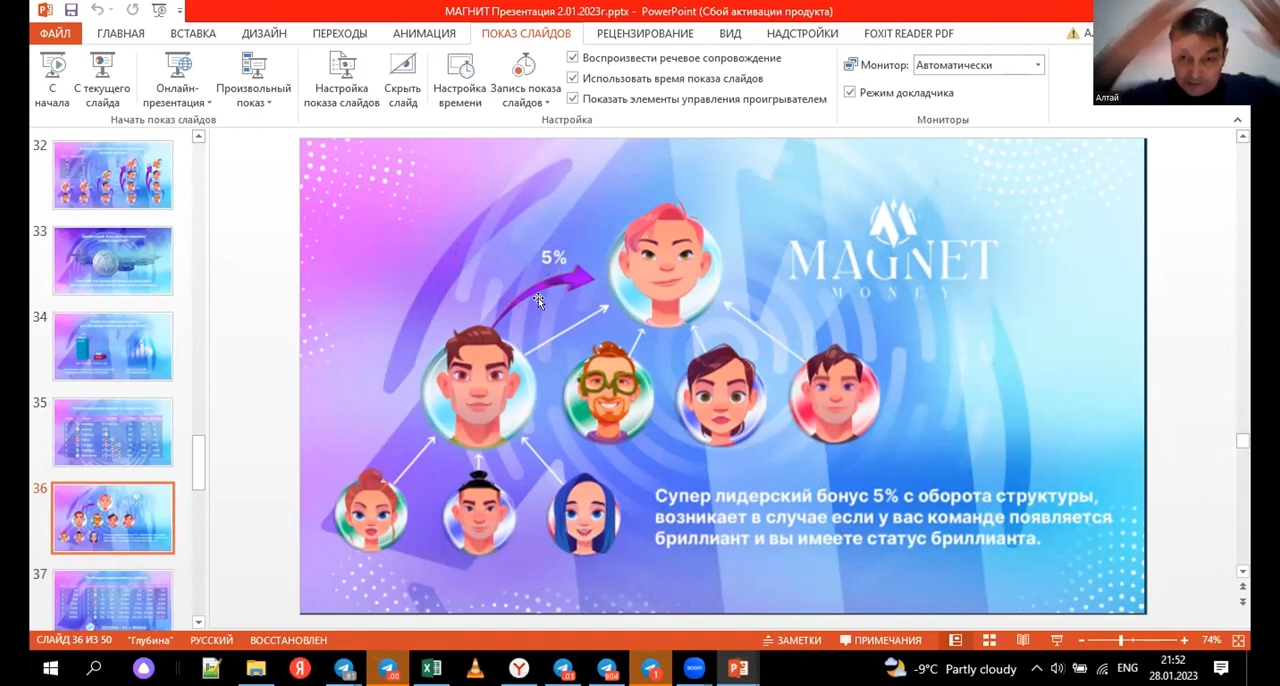 МАГНИТ Презентация 2.01.2023г.pptx - PowerPoint (Сбой активации продукта)
ФАЙЛ ГЛАВНАЯ ВСТАВКА ДИЗАЙН ПЕРЕХОДЫ АНИМАЦИЯ ПОКАЗ СЛАЙДОВ РЕЦЕНЗИРОВАНИЕ ВИД НАДСТРОЙКИ FOXIT READER PDF
С начала
С текущего слайда
Онлайн-презентация
Произвольный показ
Начать показ слайдов
Настройка показа слайдов
Скрыть слайд
Настройка времени
Запись показа слайдов
Воспроизвести речевое сопровождение
Использовать время показа слайдов
Показать элементы управления проигрывателем
Настройка
Монитор: Автоматически
Режим докладчика
Мониторы
Алтай
32
33
34
35
36
37
5%
MAGNET
MONEY
Супер лидерский бонус 5% с оборота структуры,
возникает в случае если у вас команде появляется
бриллиант и вы имеете статус бриллианта.
СЛАЙД 36 ИЗ 50 "Глубина" РУССКИЙ ВОССТАНОВЛЕН ЗАМЕТКИ ПРИМЕЧАНИЯ 74%
-9°C Partly cloudy ENG
21:52
28.01.2023